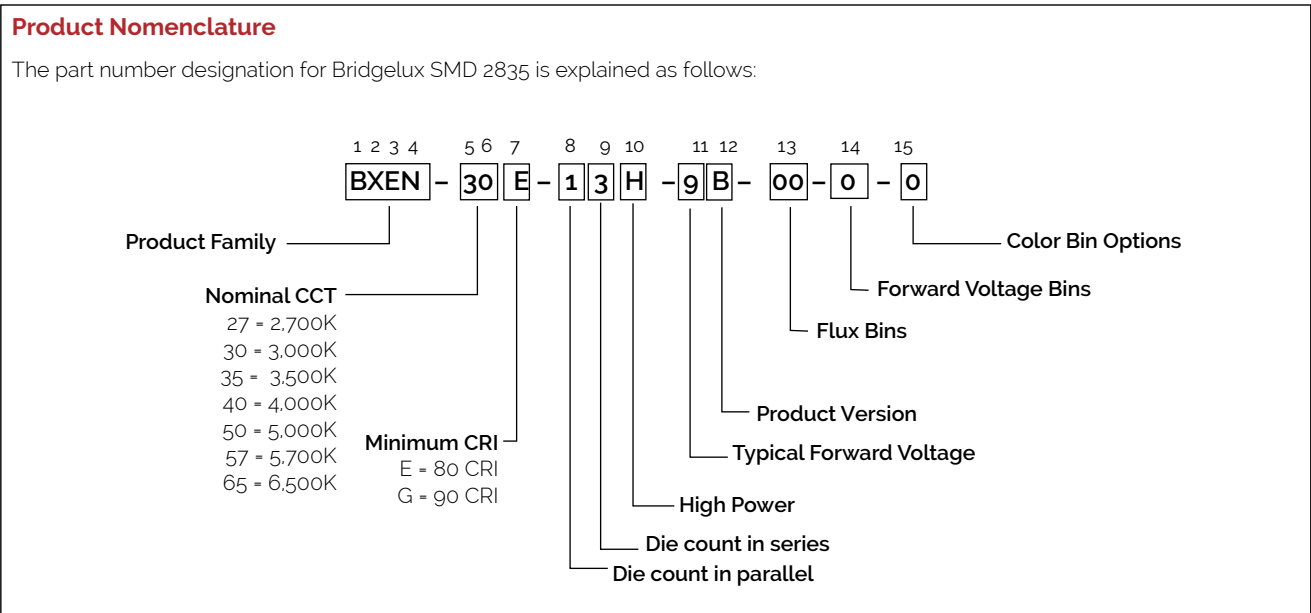 Product Nomenclature
The part number designation for Bridgelux SMD 2835 is explained as follows:
1 2 3 4 5 6 7 8 9 10 11 12 13 14 15
BXEN - 30 E - 1 3 H - 9 B - 00 - 0 - 0
Product Family
Color Bin Options
Nominal CCT
27 = 2,700K
30 = 3,000K
35 = 3,500K
40 = 4,000K
50 = 5,000K
57 = 5,700K
65 = 6,500K
Minimum CRI
E = 80 CRI
G = 90 CRI
Forward Voltage Bins
Flux Bins
Product Version
Typical Forward Voltage
High Power
Die count in series
Die count in parallel